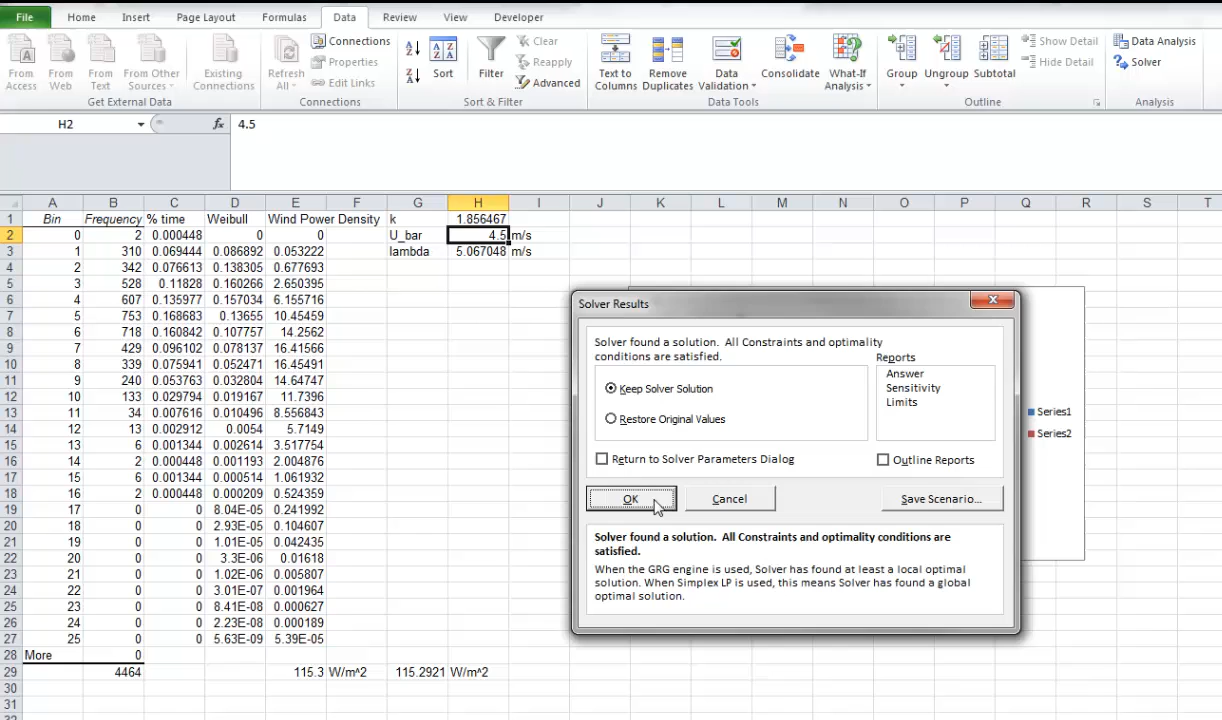 File Home Insert Page Layout Formulas Data Review View Developer
From Access
From Web
From Text
From Other Sources
Existing Connections
Get External Data
Refresh All
Connections
Properties
Edit Links
Connections
Sort
Filter
Clear
Reapply
Advanced
Sort & Filter
Text to Columns
Remove Duplicates
Data Validation
Consolidate
What-If Analysis
Data Tools
Group
Ungroup
Subtotal
Show Detail
Hide Detail
Outline
Data Analysis
Solver
Analysis
H2 fx 4.5
A B C D E F G H I J K L M N O P Q R S T
1 Bin Frequency % time Weibull Wind Power Density k 1.856467
2 0 2 0.000448 0 0 U_bar 4.5 m/s
3 1 310 0.069444 0.086892 0.053222 lambda 5.067048 m/s
4 2 342 0.076613 0.138305 0.677693
5 3 528 0.11828 0.160266 2.650395
6 4 607 0.135977 0.157034 6.155716
7 5 753 0.168683 0.13655 10.45459
8 6 718 0.160842 0.107757 14.2562
9 7 429 0.096102 0.078137 16.41566
10 8 339 0.075941 0.052471 16.45491
11 9 240 0.053763 0.032804 14.64747
12 10 133 0.029794 0.019167 11.7396
13 11 34 0.007616 0.010496 8.556843
14 12 13 0.002912 0.0054 5.7149
15 13 6 0.001344 0.002614 3.517754
16 14 2 0.000448 0.001193 2.004876
17 15 6 0.001344 0.000514 1.061932
18 16 2 0.000448 0.000209 0.524359
19 17 0 0 8.04E-05 0.241992
20 18 0 0 2.93E-05 0.104607
21 19 0 0 1.01E-05 0.042435
22 20 0 0 3.3E-06 0.01618
23 21 0 0 1.02E-06 0.005807
24 22 0 0 3.01E-07 0.001964
25 23 0 0 8.41E-08 0.000627
26 24 0 0 2.23E-08 0.000189
27 25 0 0 5.63E-09 5.39E-05
28 More 0
29 4464 115.3 W/m^2 115.2921 W/m^2
30
31
32
Series1
Series2
Solver Results
Solver found a solution. All Constraints and optimality
conditions are satisfied.
Reports
Answer
Sensitivity
Limits
Keep Solver Solution
Restore Original Values
Return to Solver Parameters Dialog
Outline Reports
OK Cancel Save Scenario...
Solver found a solution. All Constraints and optimality conditions are
satisfied.
When the GRG engine is used, Solver has found at least a local optimal
solution. When Simplex LP is used, this means Solver has found a global
optimal solution.